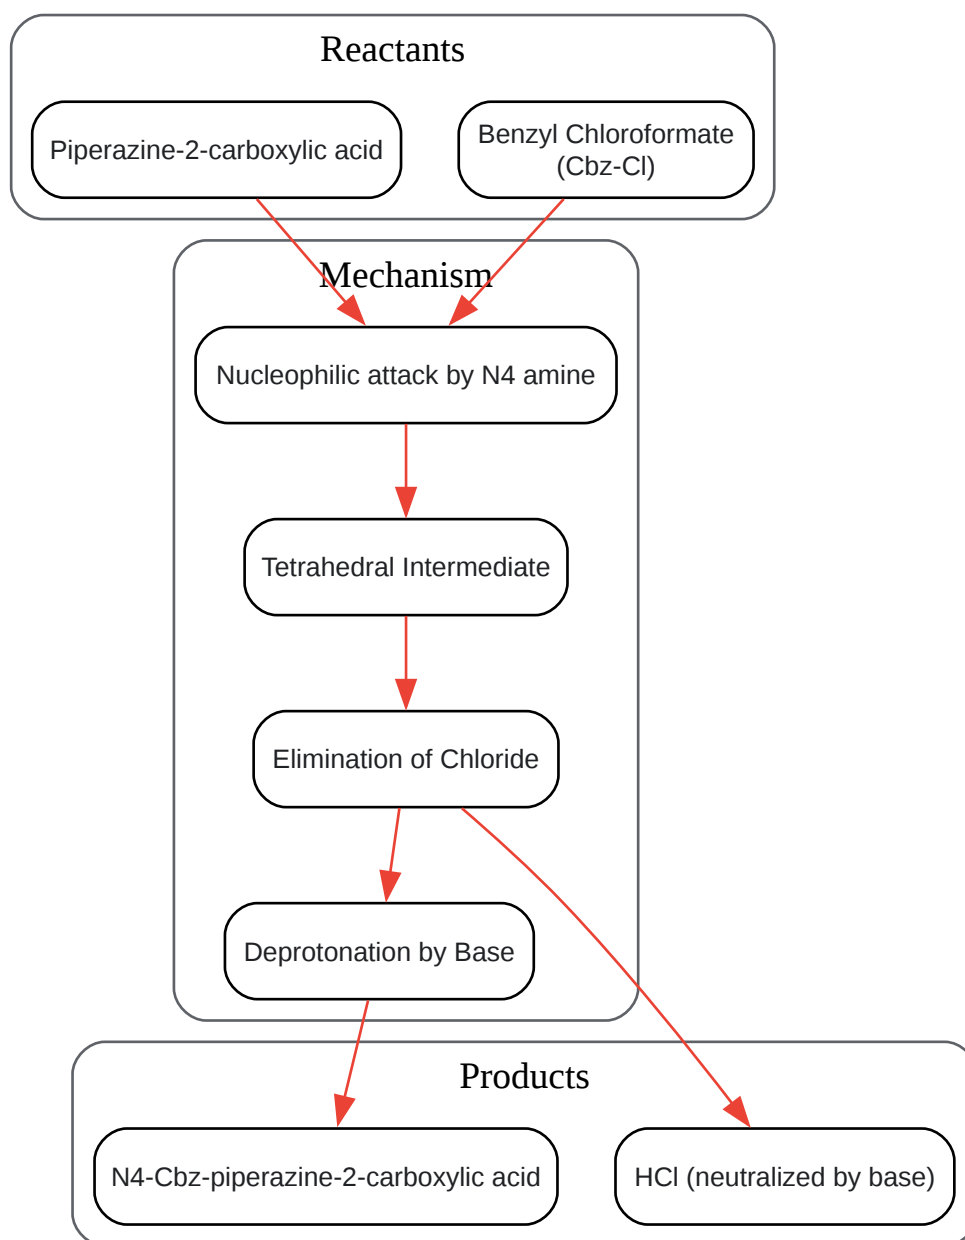 Reactants
Piperazine-2-carboxylic acid
Benzyl Chloroformate
(Cbz-Cl)
Mechanism
Nucleophilic attack by N4 amine
Tetrahedral Intermediate
Elimination of Chloride
Deprotonation by Base
Products
N4-Cbz-piperazine-2-carboxylic acid
HCl (neutralized by base)